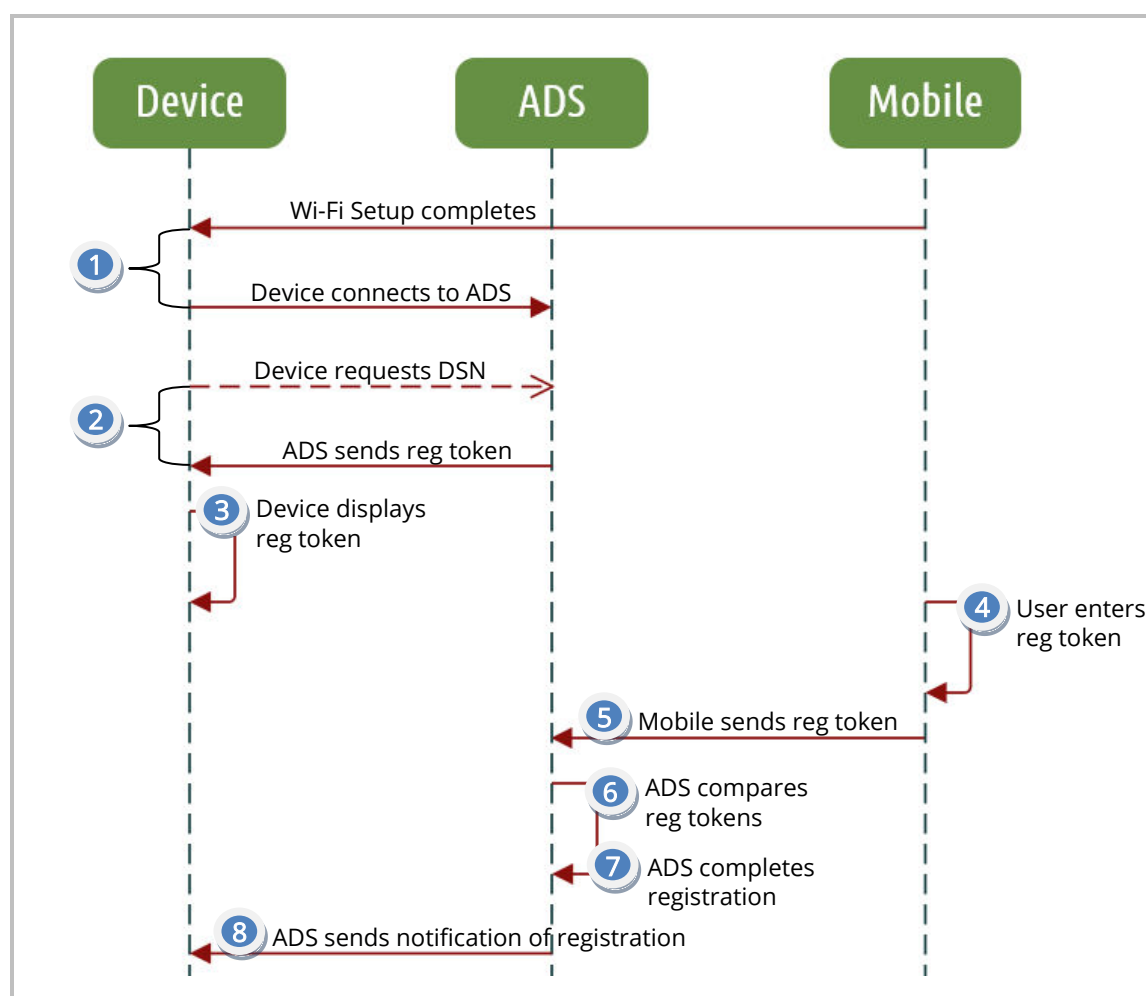 Device
ADS
Mobile
Wi-Fi Setup completes
1
Device connects to ADS
Device requests DSN
2
ADS sends reg token
3
Device displays
reg token
4
User enters
reg token
5
Mobile sends reg token
6
ADS compares
reg tokens
7
ADS completes
registration
8
ADS sends notification of registration